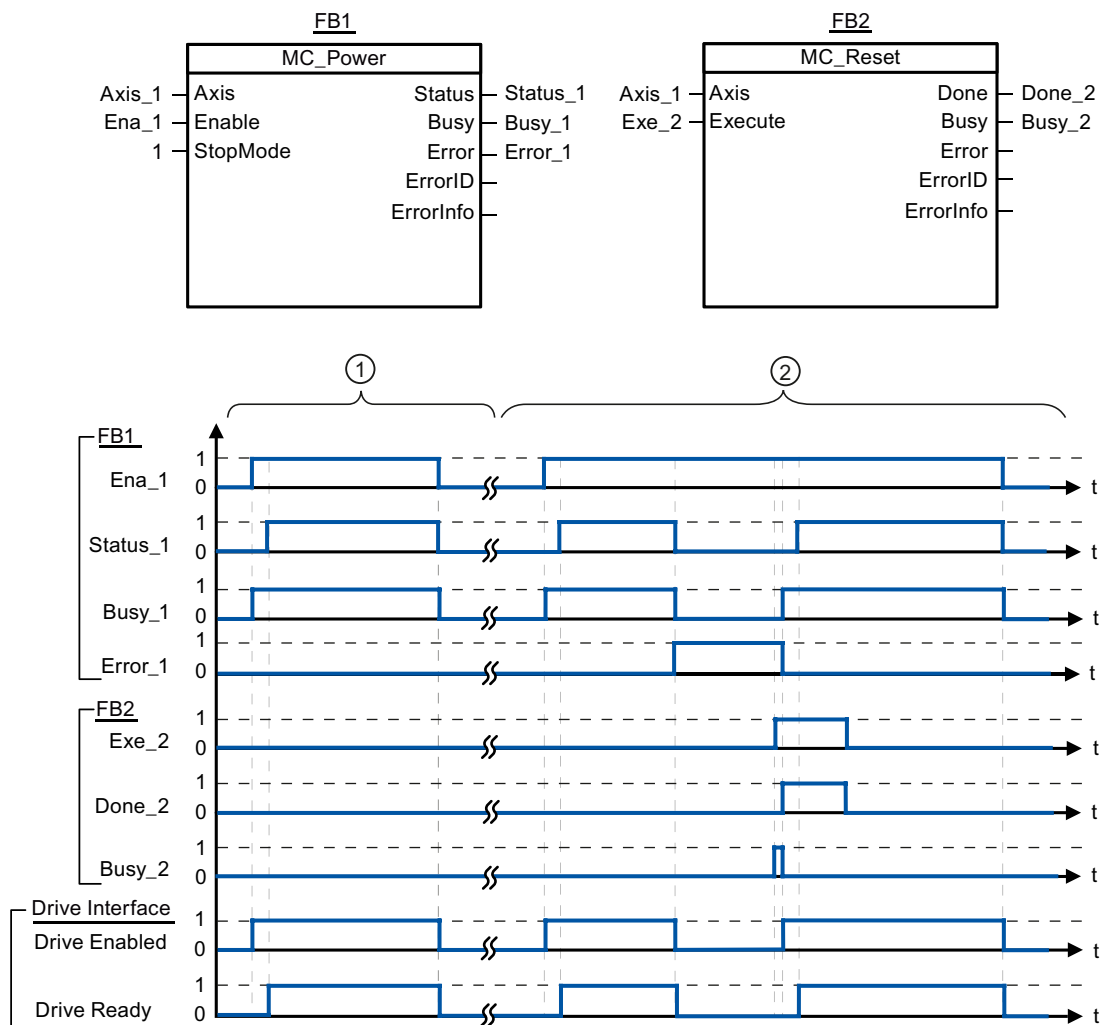 FB1 FB2
MC_Power MC_Reset
Axis_1 Axis Status Status_1 Axis_1 Axis Done Done_2
Ena_1 Enable Busy Busy_1 Exe_2 Execute Busy Busy_2
1 StopMode Error Error_1 Error
ErrorID ErrorID
ErrorInfo ErrorInfo
1 2
FB1
1
Ena_1
0 t
1
Status_1
0 t
1
Busy_1
0 t
1
Error_1
0 t
FB2
1
Exe_2
0 t
1
Done_2
0 t
1
Busy_2
0 t
Drive Interface
1
Drive Enabled
0 t
1
Drive Ready
0 t